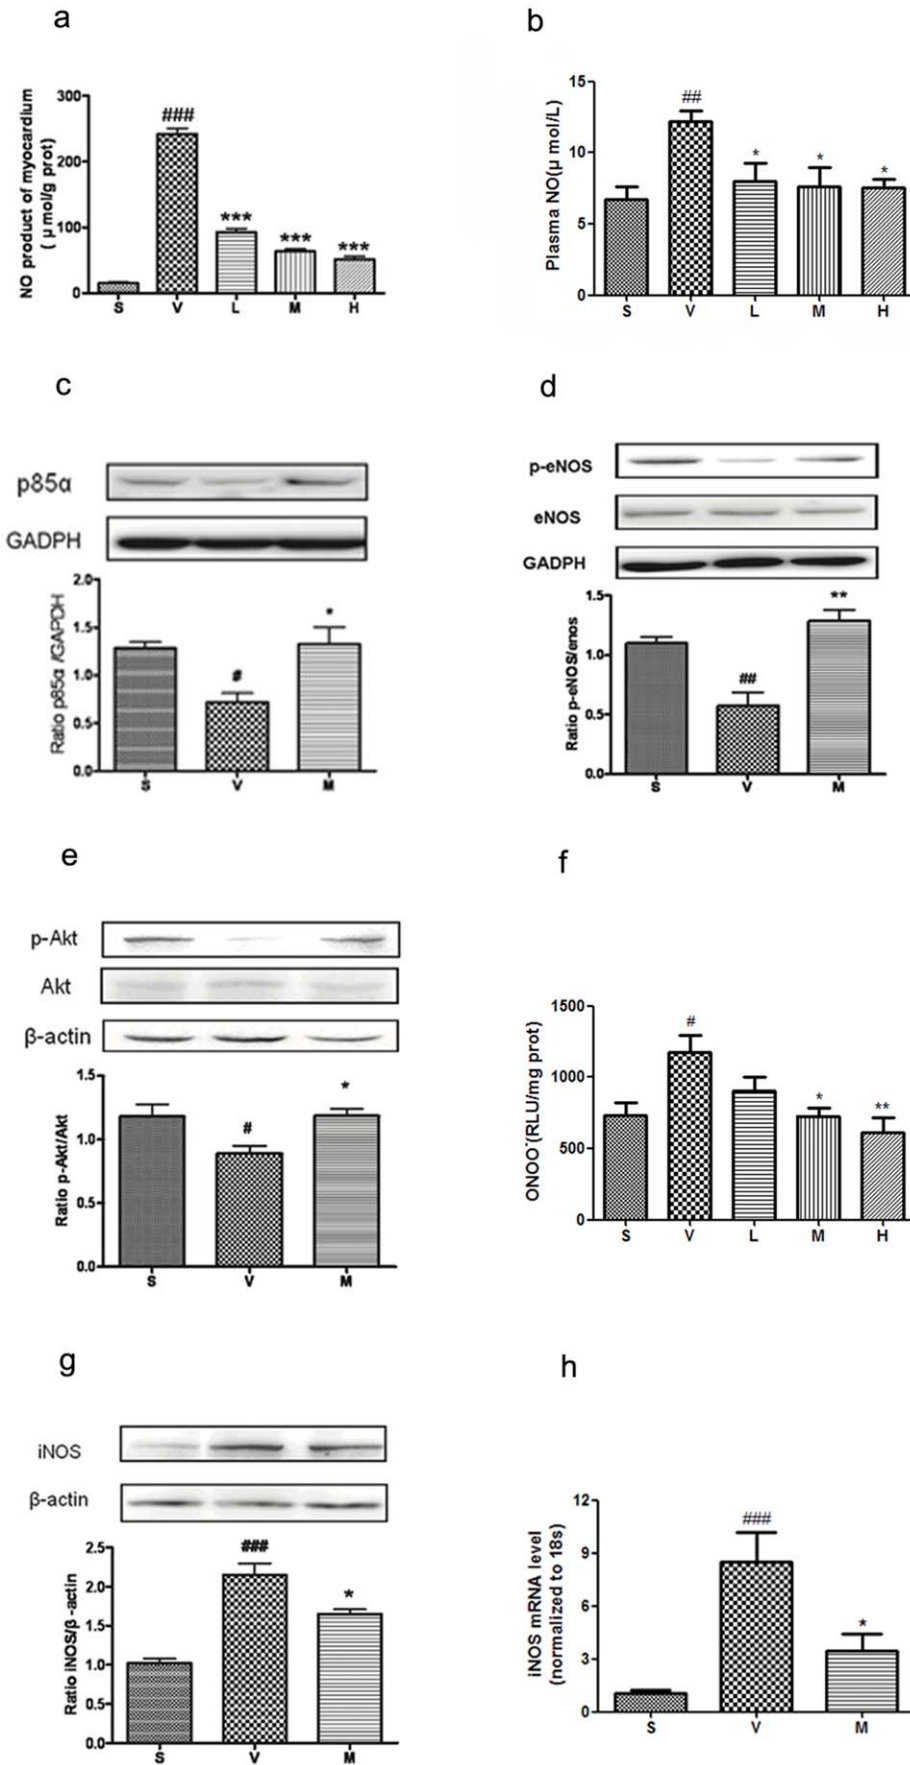 a
NO product of myocardium
( μ mol/g prot)
300
200
100
0
###
***
***
***
S V L M H
b
Plasma NO(μ mol/L)
15
10
5
0
##
*
*
*
S V L M H
c
p85α
GADPH
Ratio p85α /GAPDH
2.0
1.5
1.0
0.5
0.0
#
*
S V M
d
p-eNOS
eNOS
GADPH
Ratio p-eNOS/enos
1.5
1.0
0.5
0.0
##
**
S V M
e
p-Akt
Akt
β-actin
Ratio p-Akt/Akt
1.5
1.0
0.5
0.0
#
*
S V M
f
ONOO⁻(RLU/mg prot)
1500
1000
500
0
#
*
**
S V L M H
g
iNOS
β-actin
Ratio iNOS/β -actin
2.5
2.0
1.5
1.0
0.5
0.0
###
*
S V M
h
iNOS mRNA level
(normalized to 18s)
12
9
6
3
0
###
*
S V M